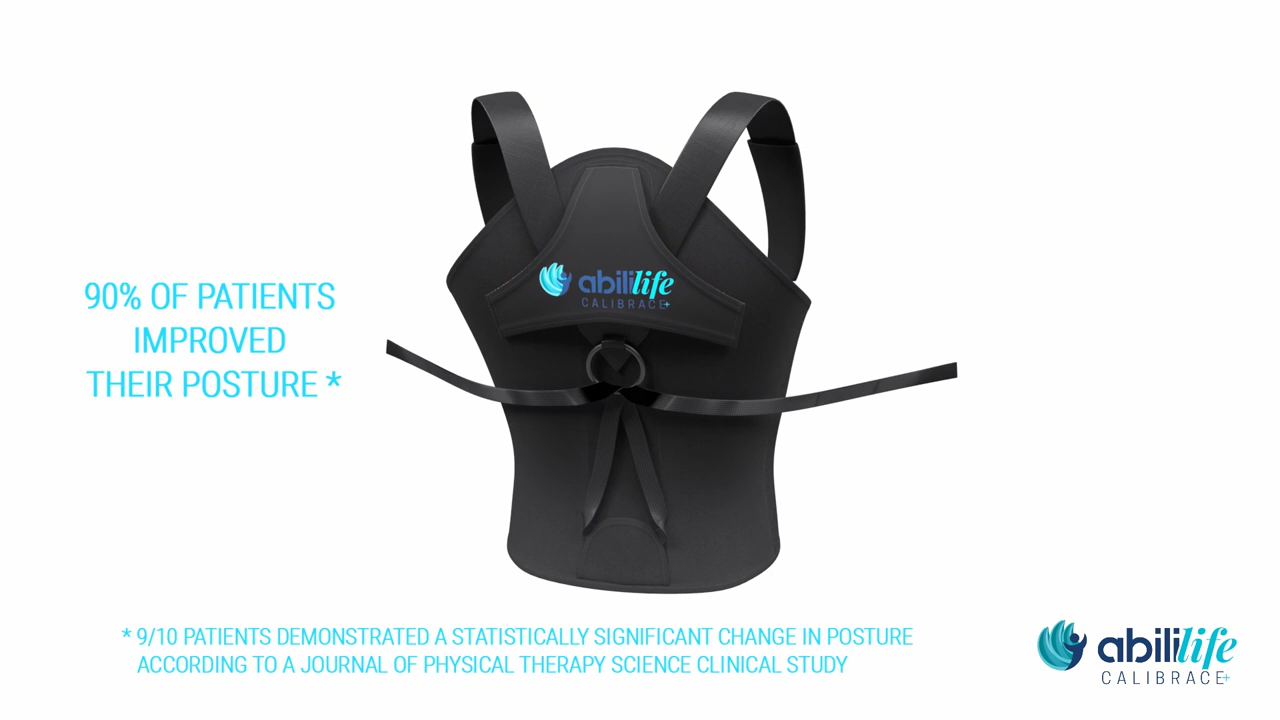 abililife
CALIBRACE+
90% OF PATIENTS
IMPROVED
THEIR POSTURE *
* 9/10 PATIENTS DEMONSTRATED A STATISTICALLY SIGNIFICANT CHANGE IN POSTURE
ACCORDING TO A JOURNAL OF PHYSICAL THERAPY SCIENCE CLINICAL STUDY
abililife
CALIBRACE+